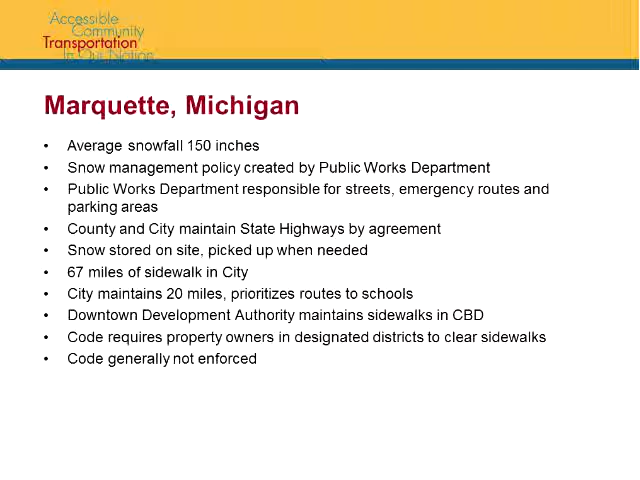 Accessible
Community
Transportation
In Our Nation
Marquette, Michigan
• Average snowfall 150 inches
• Snow management policy created by Public Works Department
• Public Works Department responsible for streets, emergency routes and
parking areas
• County and City maintain State Highways by agreement
• Snow stored on site, picked up when needed
• 67 miles of sidewalk in City
• City maintains 20 miles, prioritizes routes to schools
• Downtown Development Authority maintains sidewalks in CBD
• Code requires property owners in designated districts to clear sidewalks
• Code generally not enforced